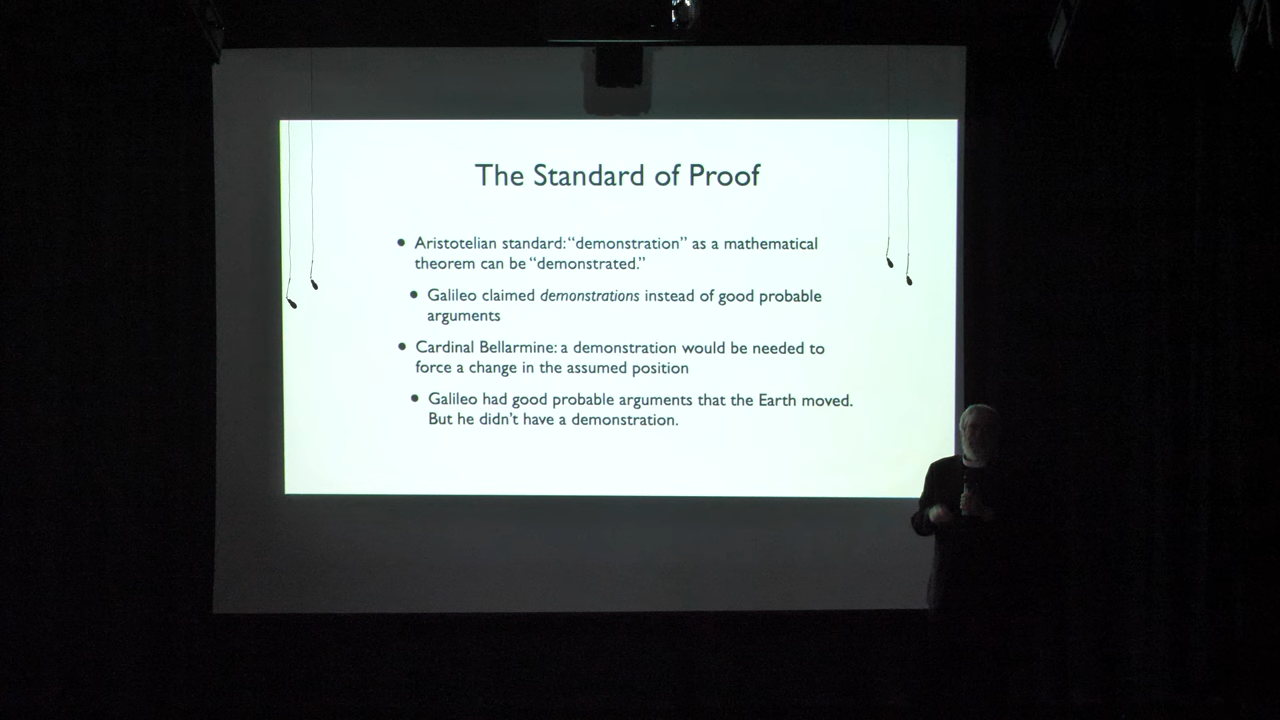 The Standard of Proof
• Aristotelian standard: “demonstration” as a mathematical
theorem can be “demonstrated.”
• Galileo claimed demonstrations instead of good probable
arguments
• Cardinal Bellarmine: a demonstration would be needed to
force a change in the assumed position
• Galileo had good probable arguments that the Earth moved.
But he didn’t have a demonstration.